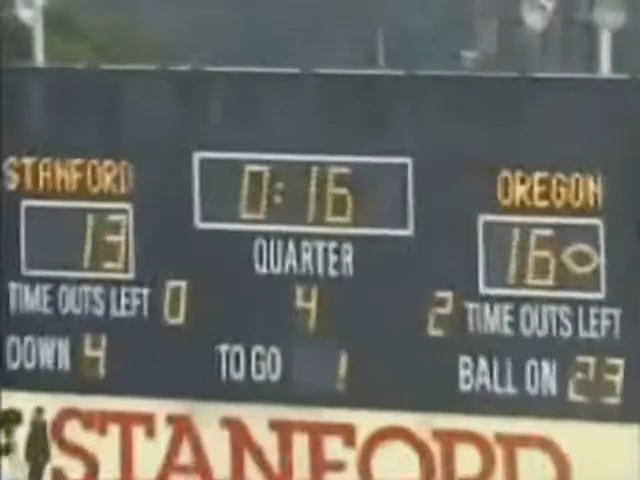 STANFORD 0:16 OREGON
13 16
QUARTER
TIME OUTS LEFT 0 4 2 TIME OUTS LEFT
DOWN 4 TO GO 1 BALL ON 23
STANFORD